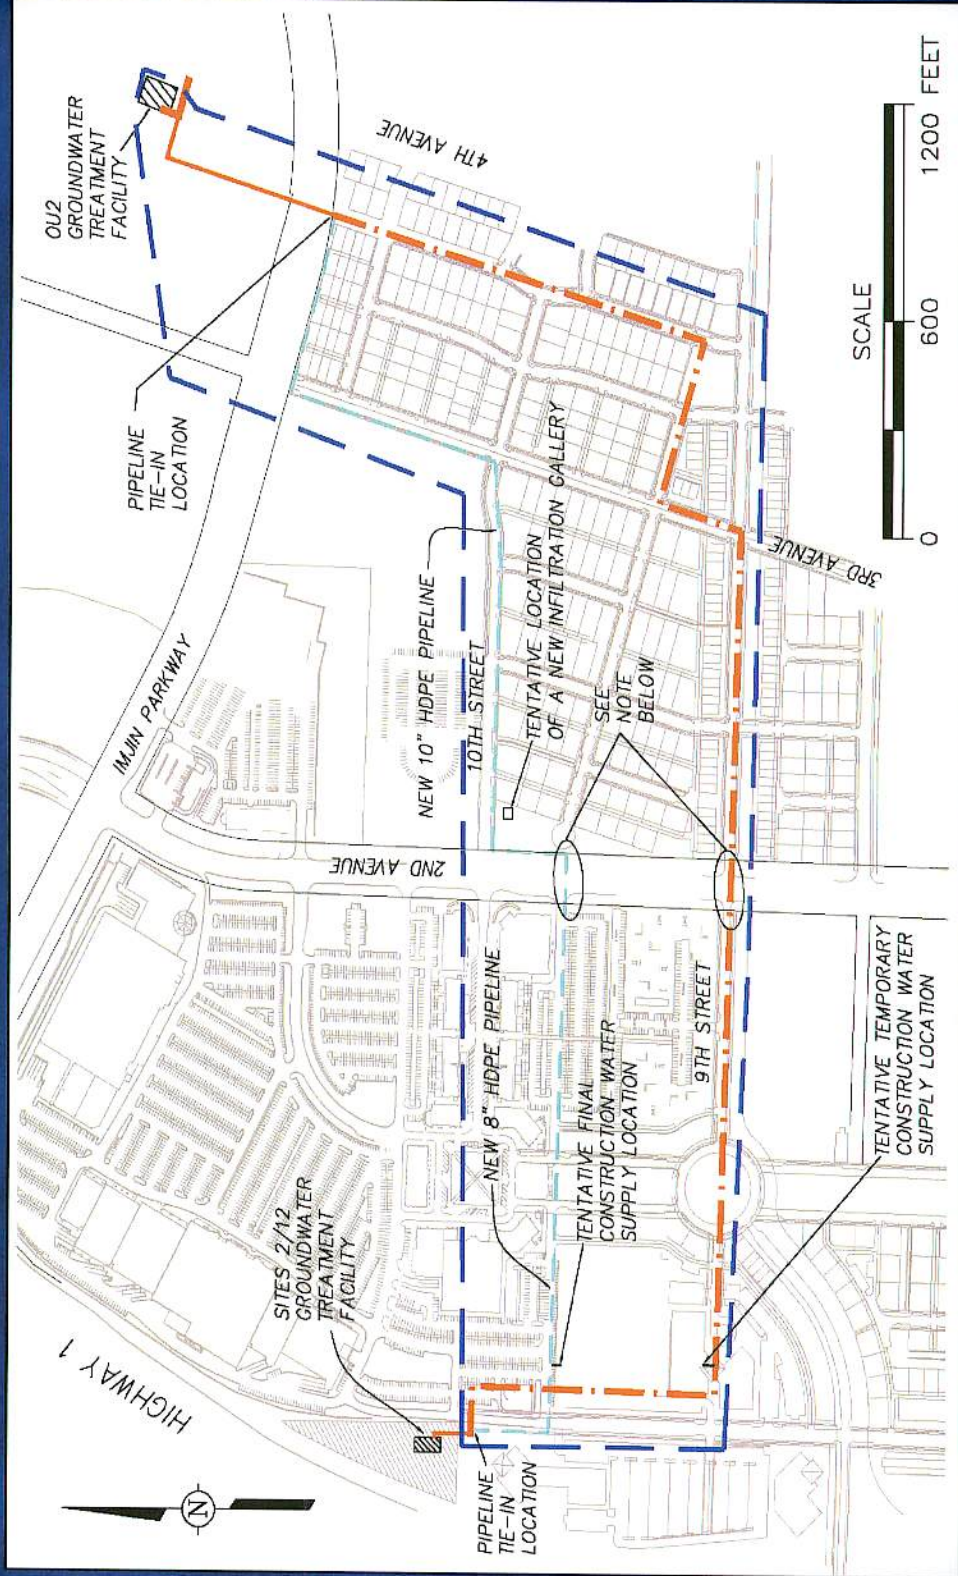 OU2
GROUNDWATER
TREATMENT
FACILITY
4TH AVENUE
PIPELINE
TIE-IN
LOCATION
IMJIN PARKWAY
NEW 10" HDPE PIPELINE
10TH STREET
TENTATIVE LOCATION
OF A NEW INFILTRATION GALLERY
SEE
NOTE
BELOW
3RD AVENUE
SCALE
0
600
1200 FEET
2ND AVENUE
HIGHWAY 1
SITES 2/12
GROUNDWATER
TREATMENT
FACILITY
NEW 8" HDPE PIPELINE
TENTATIVE FINAL
CONSTRUCTION WATER
SUPPLY LOCATION
9TH STREET
TENTATIVE TEMPORARY
CONSTRUCTION WATER
SUPPLY LOCATION
PIPELINE
TIE-IN
LOCATION
N